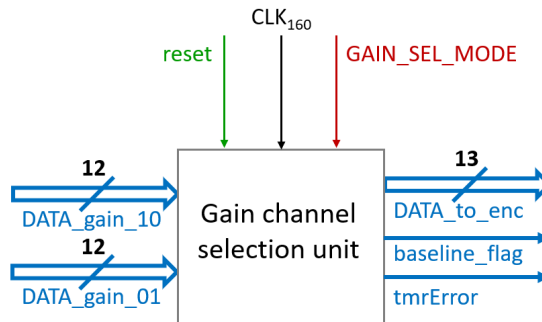 CLK160
reset
GAIN_SEL_MODE
12
DATA_gain_10
12
DATA_gain_01
Gain channel
selection unit
13
DATA_to_enc
baseline_flag
tmrError